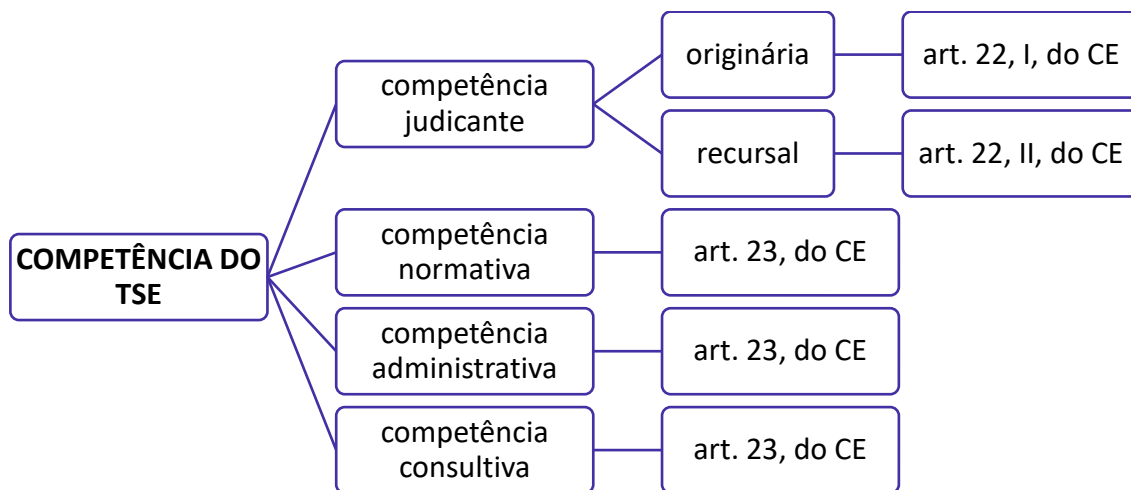 COMPETÊNCIA DO
TSE
competência
judicante
originária
art. 22, I, do CE
recursal
art. 22, II, do CE
competência
normativa
art. 23, do CE
competência
administrativa
art. 23, do CE
competência
consultiva
art. 23, do CE